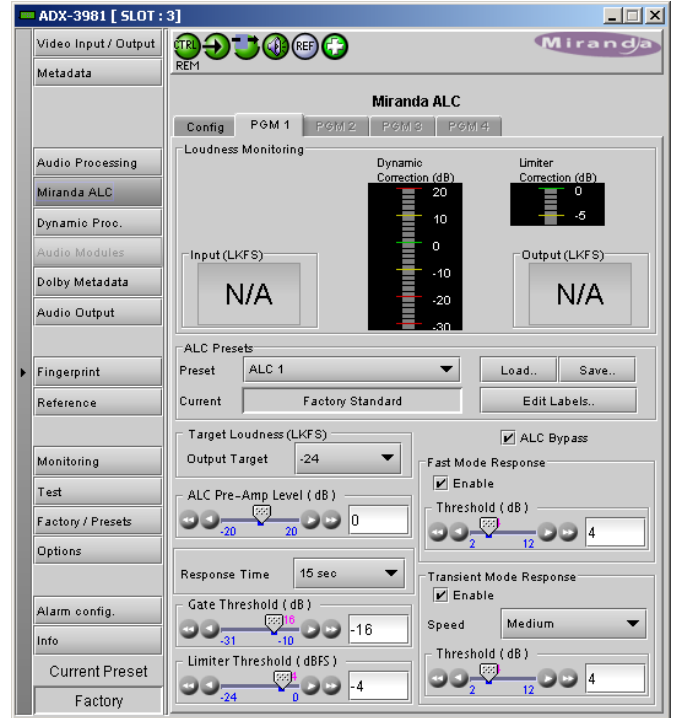 ADX-3981 [ SLOT : 3]
Video Input / Output
Metadata
Audio Processing
Miranda ALC
Dynamic Proc.
Audio Modules
Dolby Metadata
Audio Output
Fingerprint
Reference
Monitoring
Test
Factory / Presets
Options
Alarm config.
Info
Current Preset
Factory
CTRL
REM
REF
Miranda
Miranda ALC
Config PGM 1 PGM 2 PGM 3 PGM 4
Loudness Monitoring
Dynamic
Correction (dB)
20
10
0
-10
-20
-30
Limiter
Correction (dB)
0
-5
Input (LKFS)
N/A
Output (LKFS)
N/A
ALC Presets
Preset ALC 1 Load.. Save..
Current Factory Standard Edit Labels..
Target Loudness (LKFS)
Output Target -24
ALC Pre-Amp Level ( dB )
-20 20 0
Response Time 15 sec
Gate Threshold ( dB )
16
-31 -10 -16
Limiter Threshold ( dBFS )
4
-24 0 -4
ALC Bypass
Fast Mode Response
Enable
Threshold ( dB )
4
2 12 4
Transient Mode Response
Enable
Speed Medium
Threshold ( dB )
2 12 4